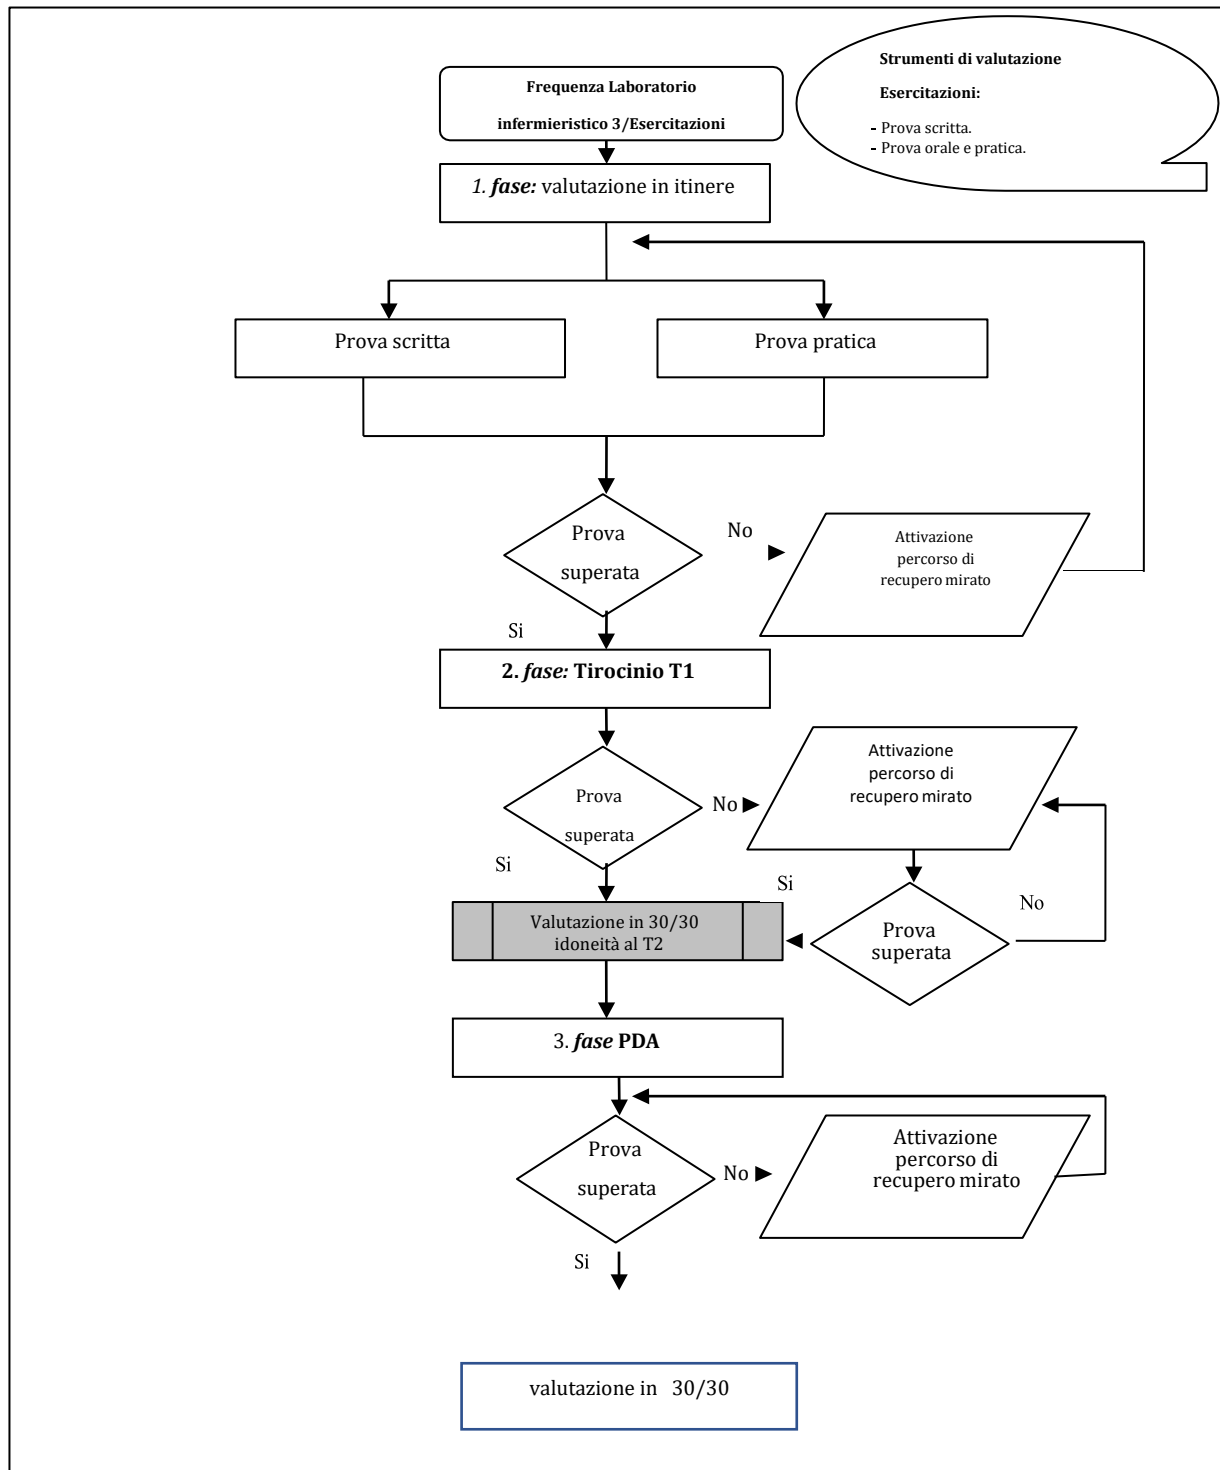 Strumenti di valutazione
Esercitazioni:
- Prova scritta.
- Prova orale e pratica.
Frequenza Laboratorio
infermieristico 3/Esercitazioni
1. fase: valutazione in itinere
Prova scritta
Prova pratica
Prova
superata
No
Attivazione
percorso di
recupero mirato
Si
2. fase: Tirocinio T1
Prova
superata
No
Attivazione
percorso di
recupero mirato
Si
Si
No
Valutazione in 30/30
idoneità al T2
Prova
superata
3. fase PDA
Prova
superata
No
Attivazione
percorso di
recupero mirato
Si
valutazione in 30/30